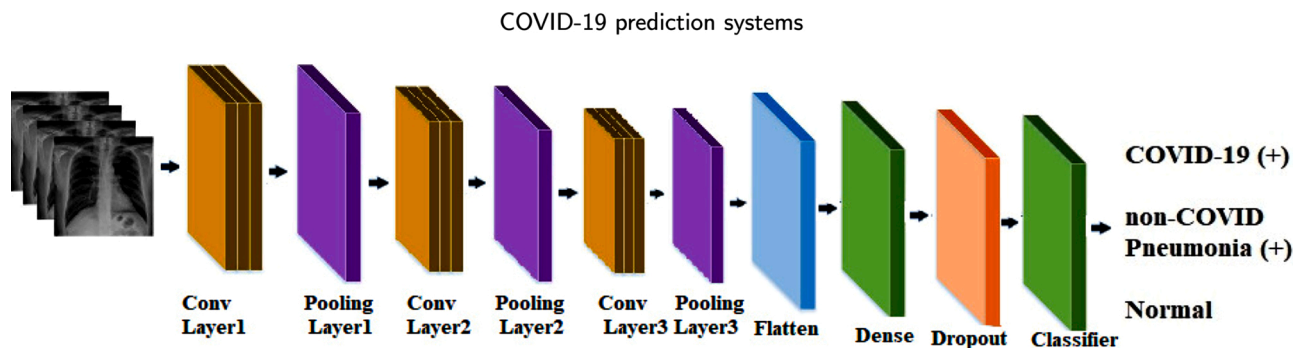 COVID-19 prediction systems
Conv
Layer1
Pooling
Layer1
Conv
Layer2
Pooling
Layer2
Conv
Layer3
Pooling
Layer3
Flatten
Dense
Dropout
Classifier
COVID-19 (+)
non-COVID
Pneumonia (+)
Normal